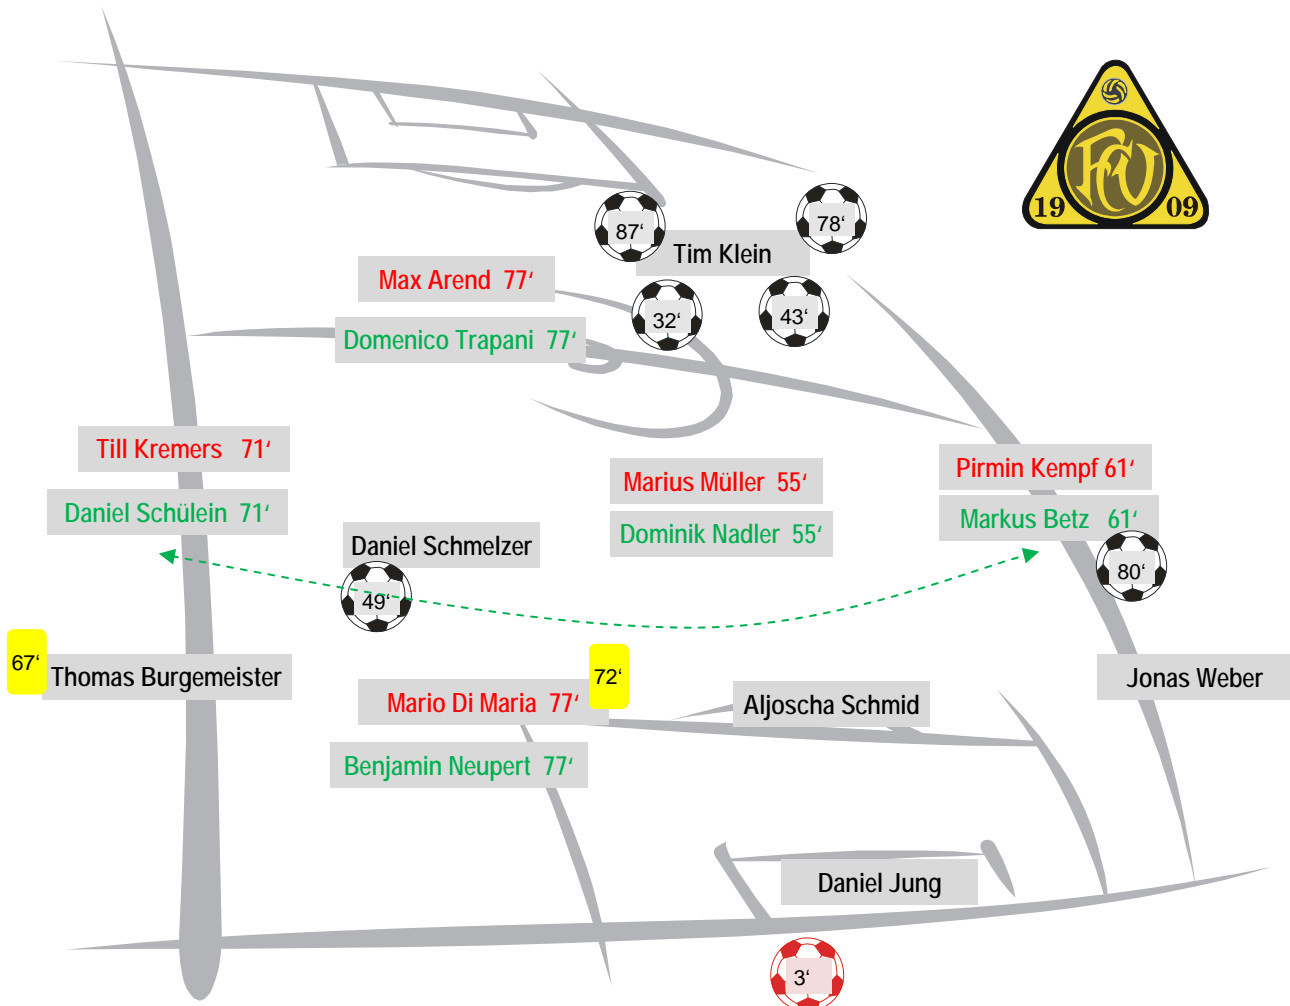 FCV
19 09
87‘
78‘
Tim Klein
Max Arend 77‘
32‘
43‘
Domenico Trapani 77‘
Till Kremers 71‘
Pirmin Kempf 61‘
Marius Müller 55‘
Daniel Schülein 71‘
Markus Betz 61‘
Dominik Nadler 55‘
Daniel Schmelzer
80‘
49‘
67‘
Thomas Burgemeister
72‘
Jonas Weber
Mario Di Maria 77‘
Aljoscha Schmid
Benjamin Neupert 77‘
Daniel Jung
3‘